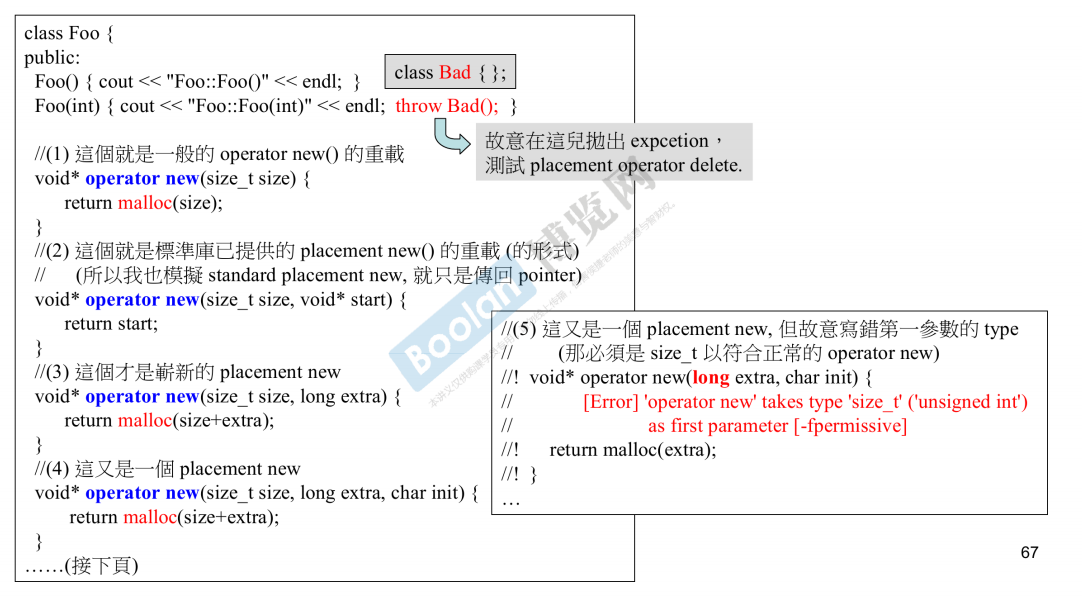 class Foo {
public:
Foo() { cout << "Foo::Foo()" << endl; }
Foo(int) { cout << "Foo::Foo(int)" << endl; throw Bad(); }
class Bad { };
故意在這兒拋出 expcetion，
測試 placement operator delete.
//(1) 這個就是一般的 operator new() 的重載
void* operator new(size_t size) {
return malloc(size);
}
//(2) 這個就是標準庫已提供的 placement new() 的重載 (的形式)
// (所以我也模擬 standard placement new, 就只是傳回 pointer)
void* operator new(size_t size, void* start) {
return start;
}
//(3) 這個才是嶄新的 placement new
void* operator new(size_t size, long extra) {
return malloc(size+extra);
}
//(4) 這又是一個 placement new
void* operator new(size_t size, long extra, char init) {
return malloc(size+extra);
}
……(接下頁)
//(5) 這又是一個 placement new, 但故意寫錯第一參數的 type
// (那必須是 size_t 以符合正常的 operator new)
//! void* operator new(long extra, char init) {
// [Error] 'operator new' takes type 'size_t' ('unsigned int')
// as first parameter [-fpermissive]
//! return malloc(extra);
//! }
…
Boolan
博览网
67